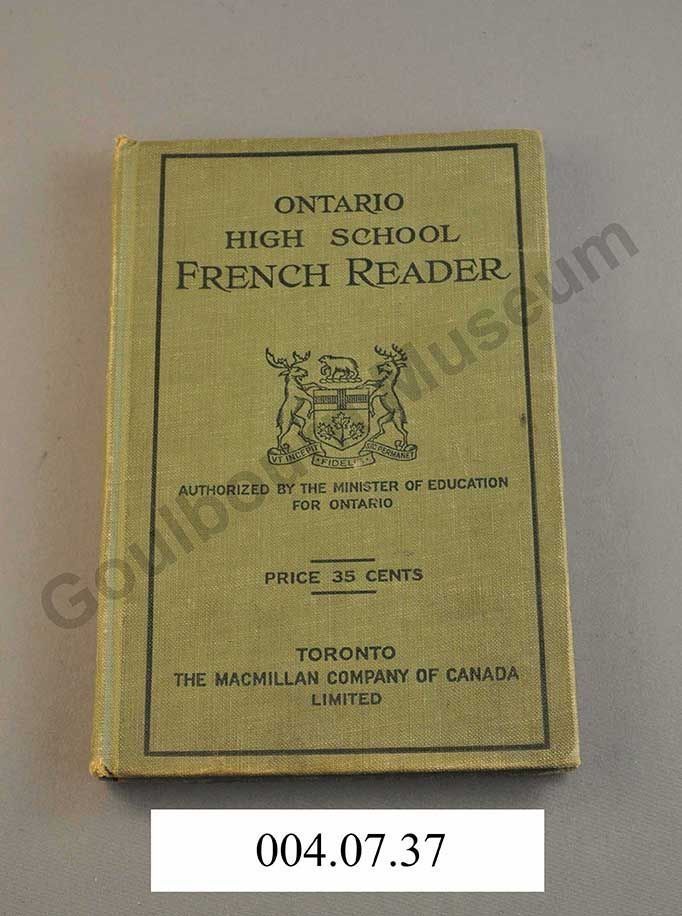 ONTARIO
HIGH SCHOOL
FRENCH READER
VT INCEPIT
FIDELIS
SIC PERMANET
AUTHORIZED BY THE MINISTER OF EDUCATION
FOR ONTARIO
PRICE 35 CENTS
TORONTO
THE MACMILLAN COMPANY OF CANADA
LIMITED
Goulbourn Museum
004.07.37